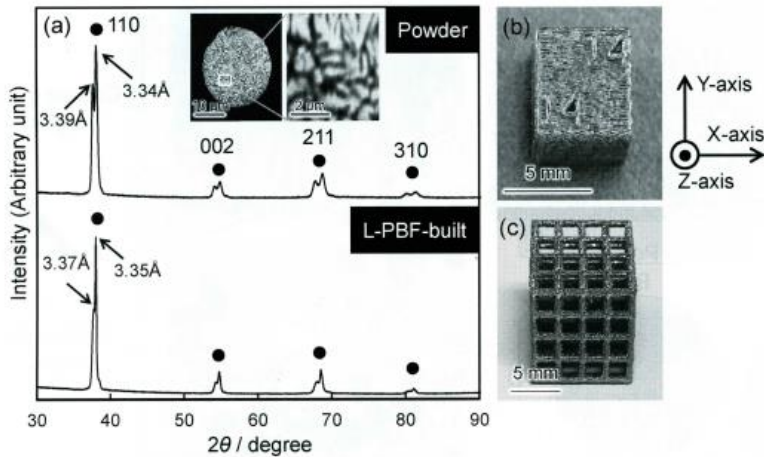 (a)
110
Powder
3.34Å
3.39Å
10 μm
2 μm
002
211
310
L-PBF-built
3.37Å
3.35Å
Intensity (Arbitrary unit)
30 40 50 60 70 80 90
2θ / degree
(b)
5 mm
Y-axis
X-axis
Z-axis
(c)
5 mm